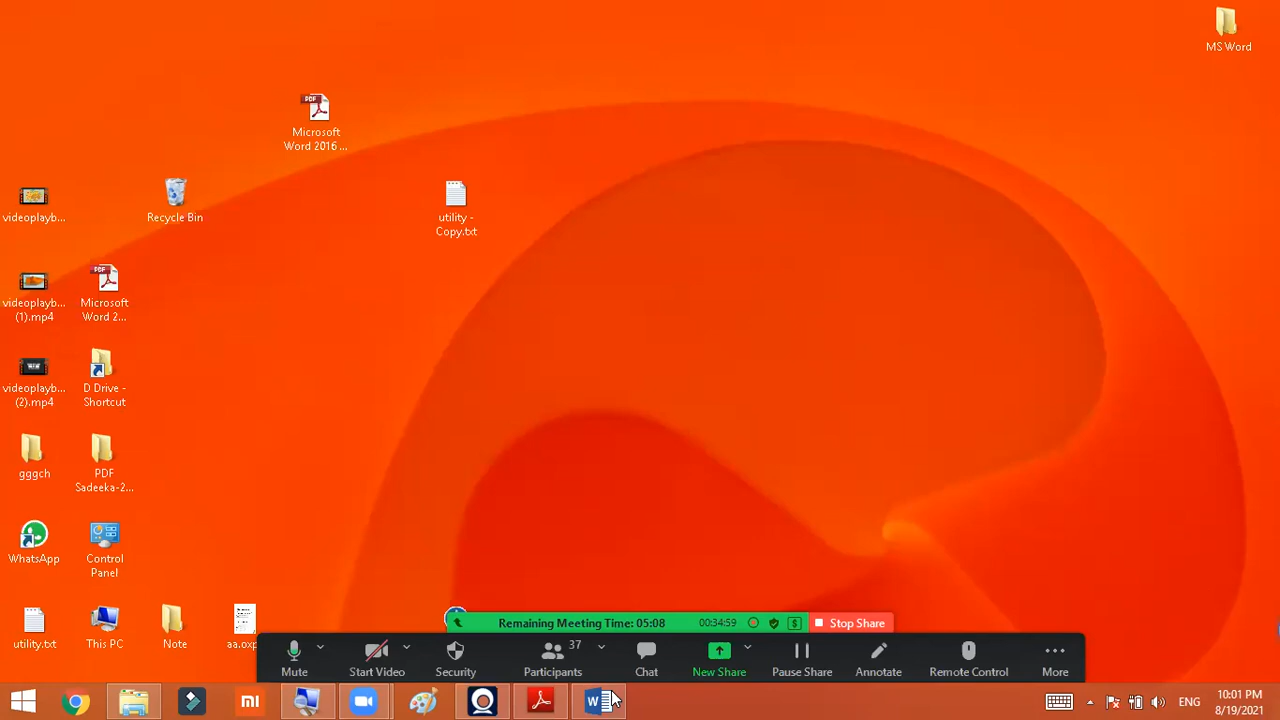 MS Word
Microsoft
Word 2016 ...
videoplayb...
Recycle Bin
utility -
Copy.txt
videoplayb...
(1).mp4
Microsoft
Word 2...
videoplayb...
(2).mp4
D Drive -
Shortcut
gggch
PDF
Sadeeka-2...
WhatsApp
Control
Panel
utility.txt
This PC
Note
aa.oxp
Remaining Meeting Time: 05:08
00:34:59
Stop Share
Mute
Start Video
Security
Participants
37
Chat
New Share
Pause Share
Annotate
Remote Control
More
ENG
10:01 PM
8/19/2021